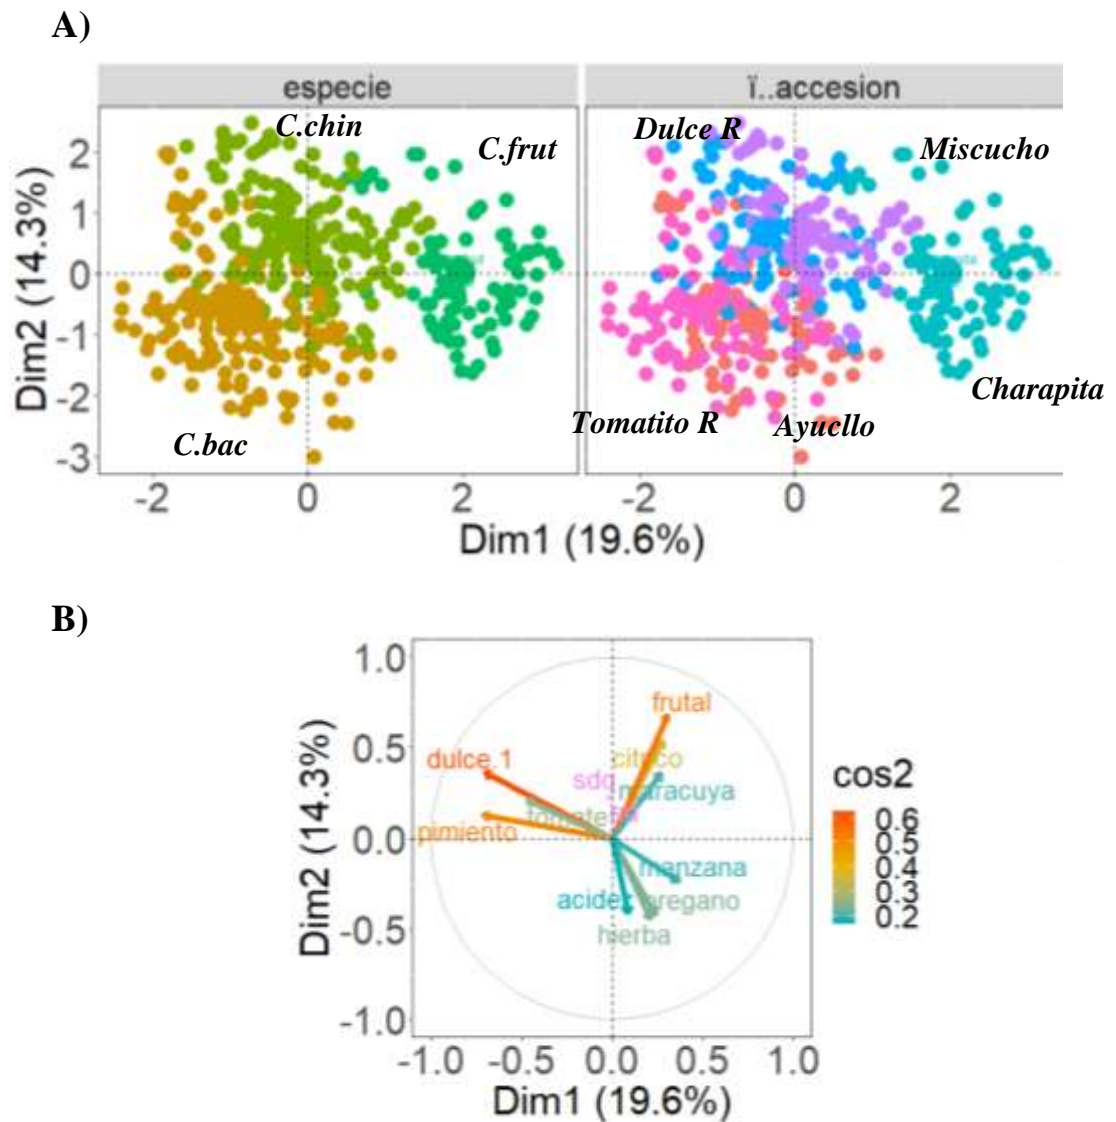 A)
especie
ï..accesion
C.chin
C.frut
C.bac
Dulce R
Miscucho
Charapita
Tomatito R
Ayucllo
Dim2 (14.3%)
2
1
0
-1
-2
-3
-2 0 2
-2 0 2
Dim1 (19.6%)
B)
Dim2 (14.3%)
1.0
0.5
0.0
-0.5
-1.0
frutal
citrico
dulce.1
sdc
maracuya
tomate
pimiento
manzana
acidez
oregano
hierba
-1.0 -0.5 0.0 0.5 1.0
Dim1 (19.6%)
cos2
0.6
0.5
0.4
0.3
0.2